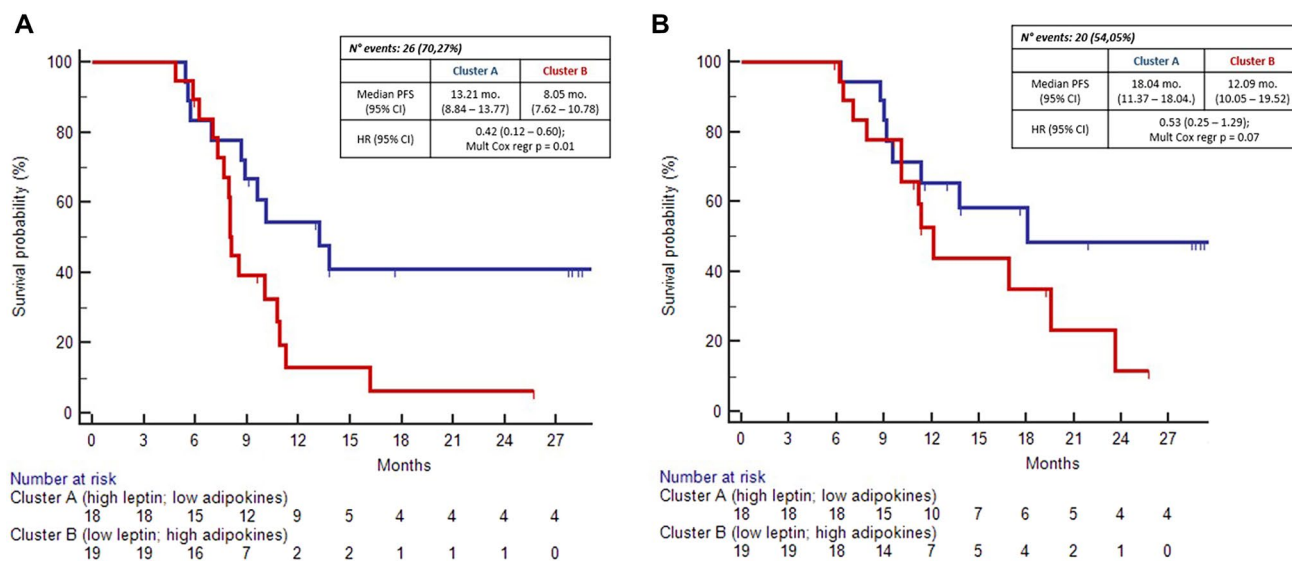 A
N° events: 26 (70,27%)
Cluster A Cluster B
Median PFS (95% CI) 13.21 mo. (8.84 – 13.77) 8.05 mo. (7.62 – 10.78)
HR (95% CI) 0.42 (0.12 – 0.60); Mult Cox regr p = 0.01
Survival probability (%)
100
80
60
40
20
0
0 3 6 9 12 15 18 21 24 27
Months
Number at risk
Cluster A (high leptin; low adipokines)
18 18 15 12 9 5 4 4 4 4
Cluster B (low leptin; high adipokines)
19 19 16 7 2 2 1 1 1 0
B
N° events: 20 (54,05%)
Cluster A Cluster B
Median PFS (95% CI) 18.04 mo. (11.37 – 18.04.) 12.09 mo. (10.05 – 19.52)
HR (95% CI) 0.53 (0.25 – 1.29); Mult Cox regr p = 0.07
Survival probability (%)
100
80
60
40
20
0
0 3 6 9 12 15 18 21 24 27
Months
Number at risk
Cluster A (high leptin; low adipokines)
18 18 18 15 10 7 6 5 4 4
Cluster B (low leptin; high adipokines)
19 19 18 14 7 5 4 2 1 0